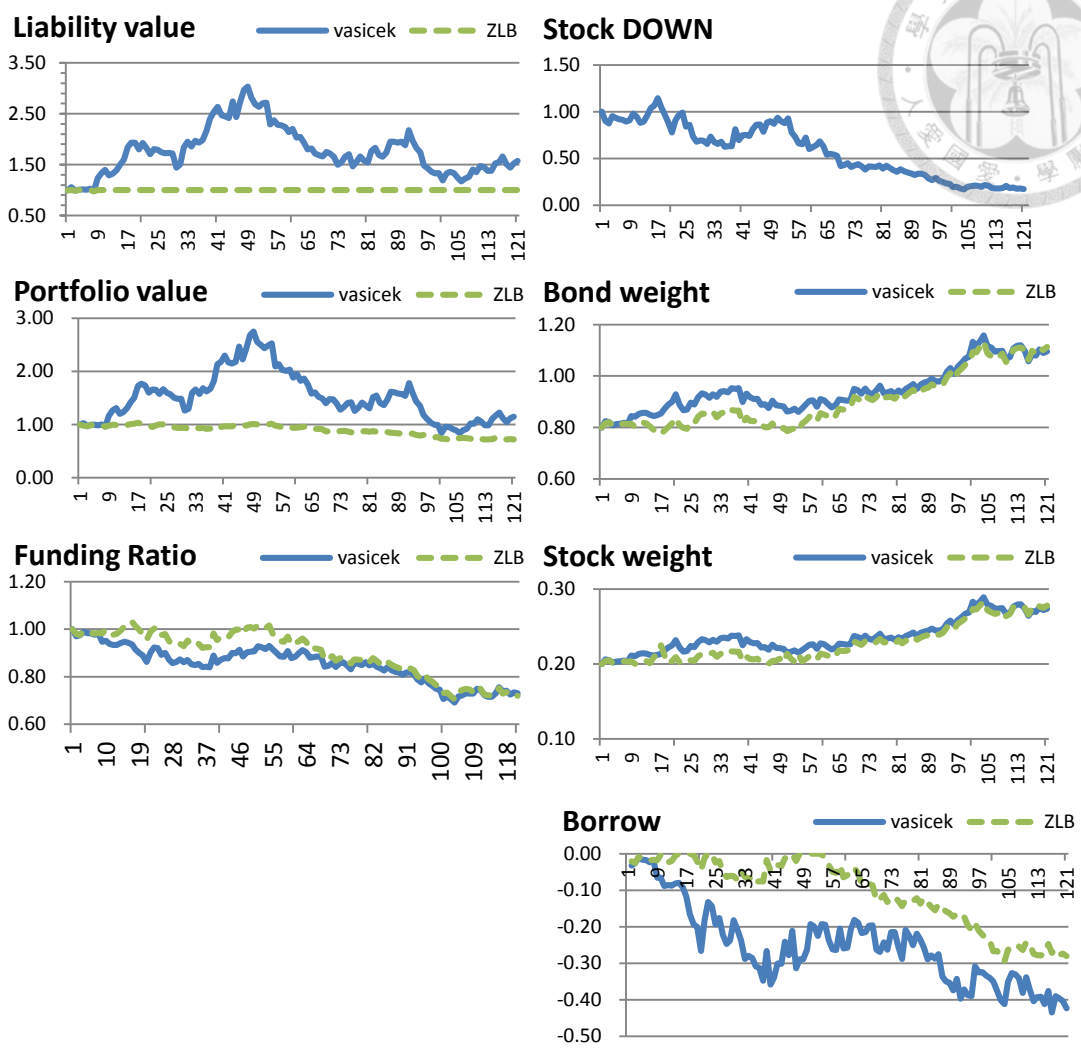 Liability value
vasicek ZLB
3.50
2.50
1.50
0.50
1 9 17 25 33 41 49 57 65 73 81 89 97 105 113 121
Stock DOWN
1.50
1.00
0.50
0.00
1 9 17 25 33 41 49 57 65 73 81 89 97 105 113 121
Portfolio value
vasicek ZLB
3.00
2.00
1.00
0.00
1 9 17 25 33 41 49 57 65 73 81 89 97 105 113 121
Bond weight
vasicek ZLB
1.20
1.00
0.80
0.60
1 9 17 25 33 41 49 57 65 73 81 89 97 105 113 121
Funding Ratio
vasicek ZLB
1.20
1.00
0.80
0.60
1 10 19 28 37 46 55 64 73 82 91 100 109 118
Stock weight
vasicek ZLB
0.30
0.20
0.10
1 9 17 25 33 41 49 57 65 73 81 89 97 105 113 121
Borrow
vasicek ZLB
0.00
-0.10
-0.20
-0.30
-0.40
-0.50
1 9 17 25 33 41 49 57 65 73 81 89 97 105 113 121